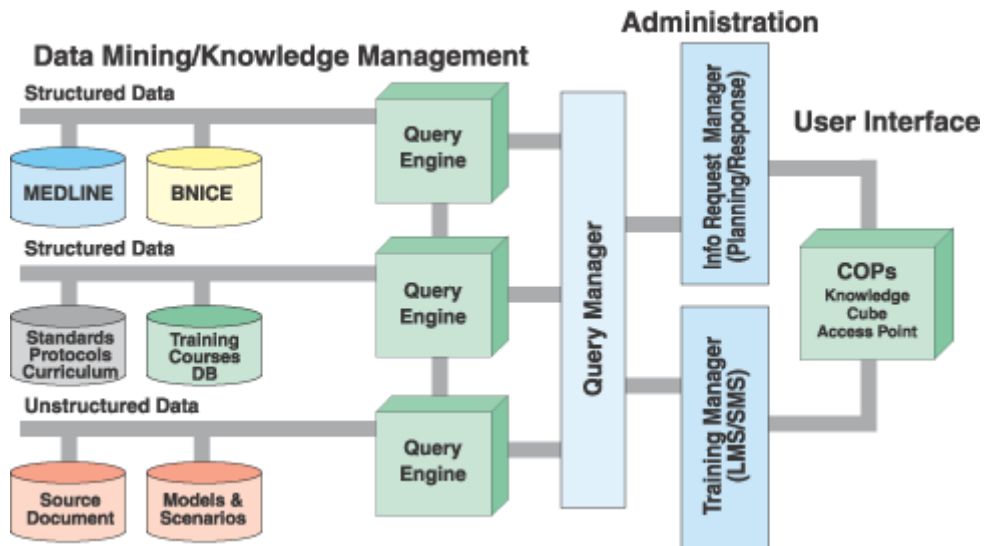 Administration
Data Mining/Knowledge Management
Structured Data
MEDLINE
BNICE
Query
Engine
Structured Data
Standards
Protocols
Curriculum
Training
Courses
DB
Query
Engine
Unstructured Data
Source
Document
Models &
Scenarios
Query
Engine
Query Manager
Info Request Manager
(Planning/Response)
Training Manager
(LMS/SMS)
User Interface
COPs
Knowledge
Cube
Access Point